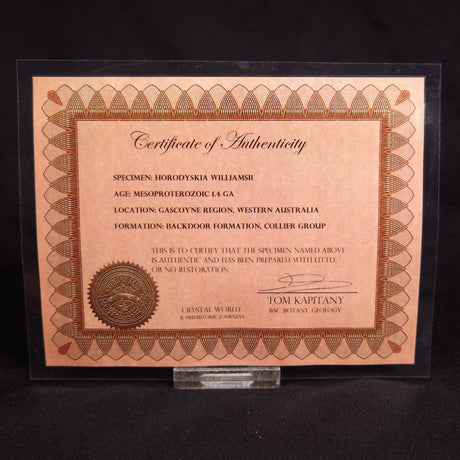 Certificate of Authenticity
SPECIMEN: HORODYSKIA WILLIAMSII
AGE: MESOPROTEROZOIC 1.4 GA
LOCATION: GASCOYNE REGION, WESTERN AUSTRALIA
FORMATION: BACKDOOR FORMATION, COLLIER GROUP
THIS IS TO CERTIFY THAT THE SPECIMEN NAMED ABOVE
IS AUTHENTIC AND HAS BEEN PREPARED WITH LITTLE
OR NO RESTORATION.
CRYSTAL WORLD
& PREHISTORIC JOURNEYS
TOM KAPITANY
BSC. BOTANY, GEOLOGY